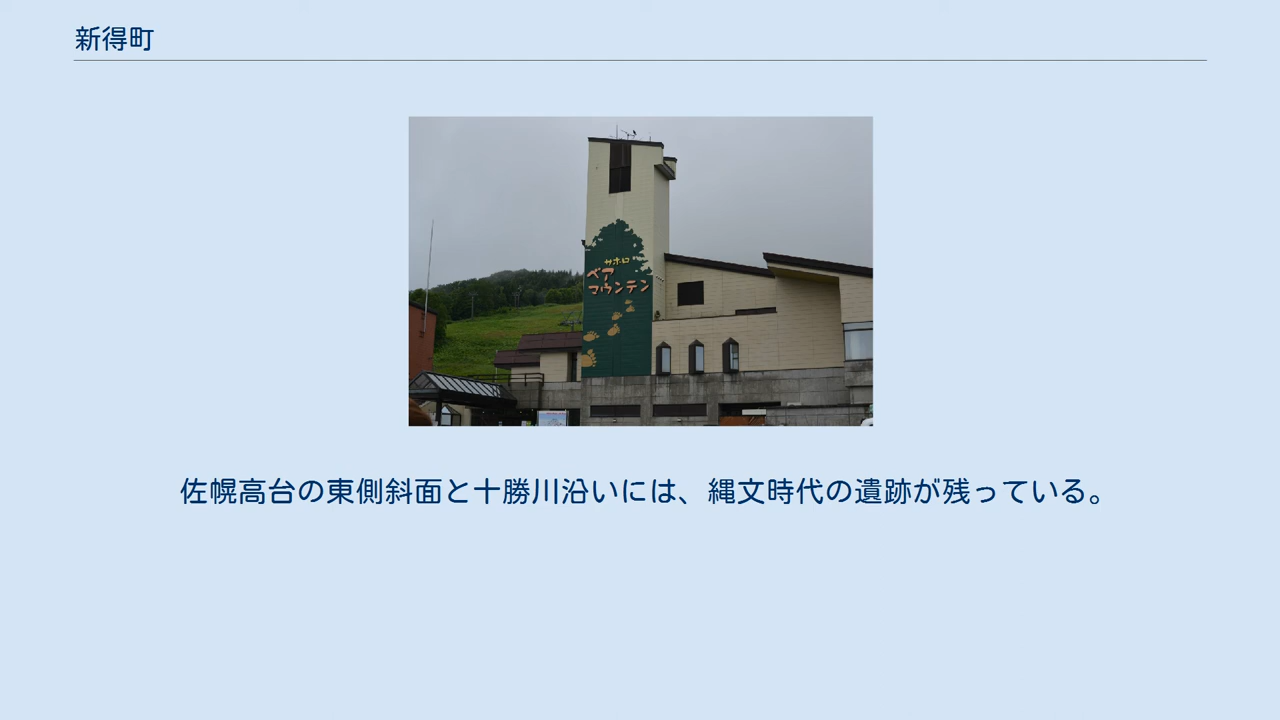 新得町
サホロ
ベア
マウンテン
佐幌高台の東側斜面と十勝川沿いには、縄文時代の遺跡が残っている。